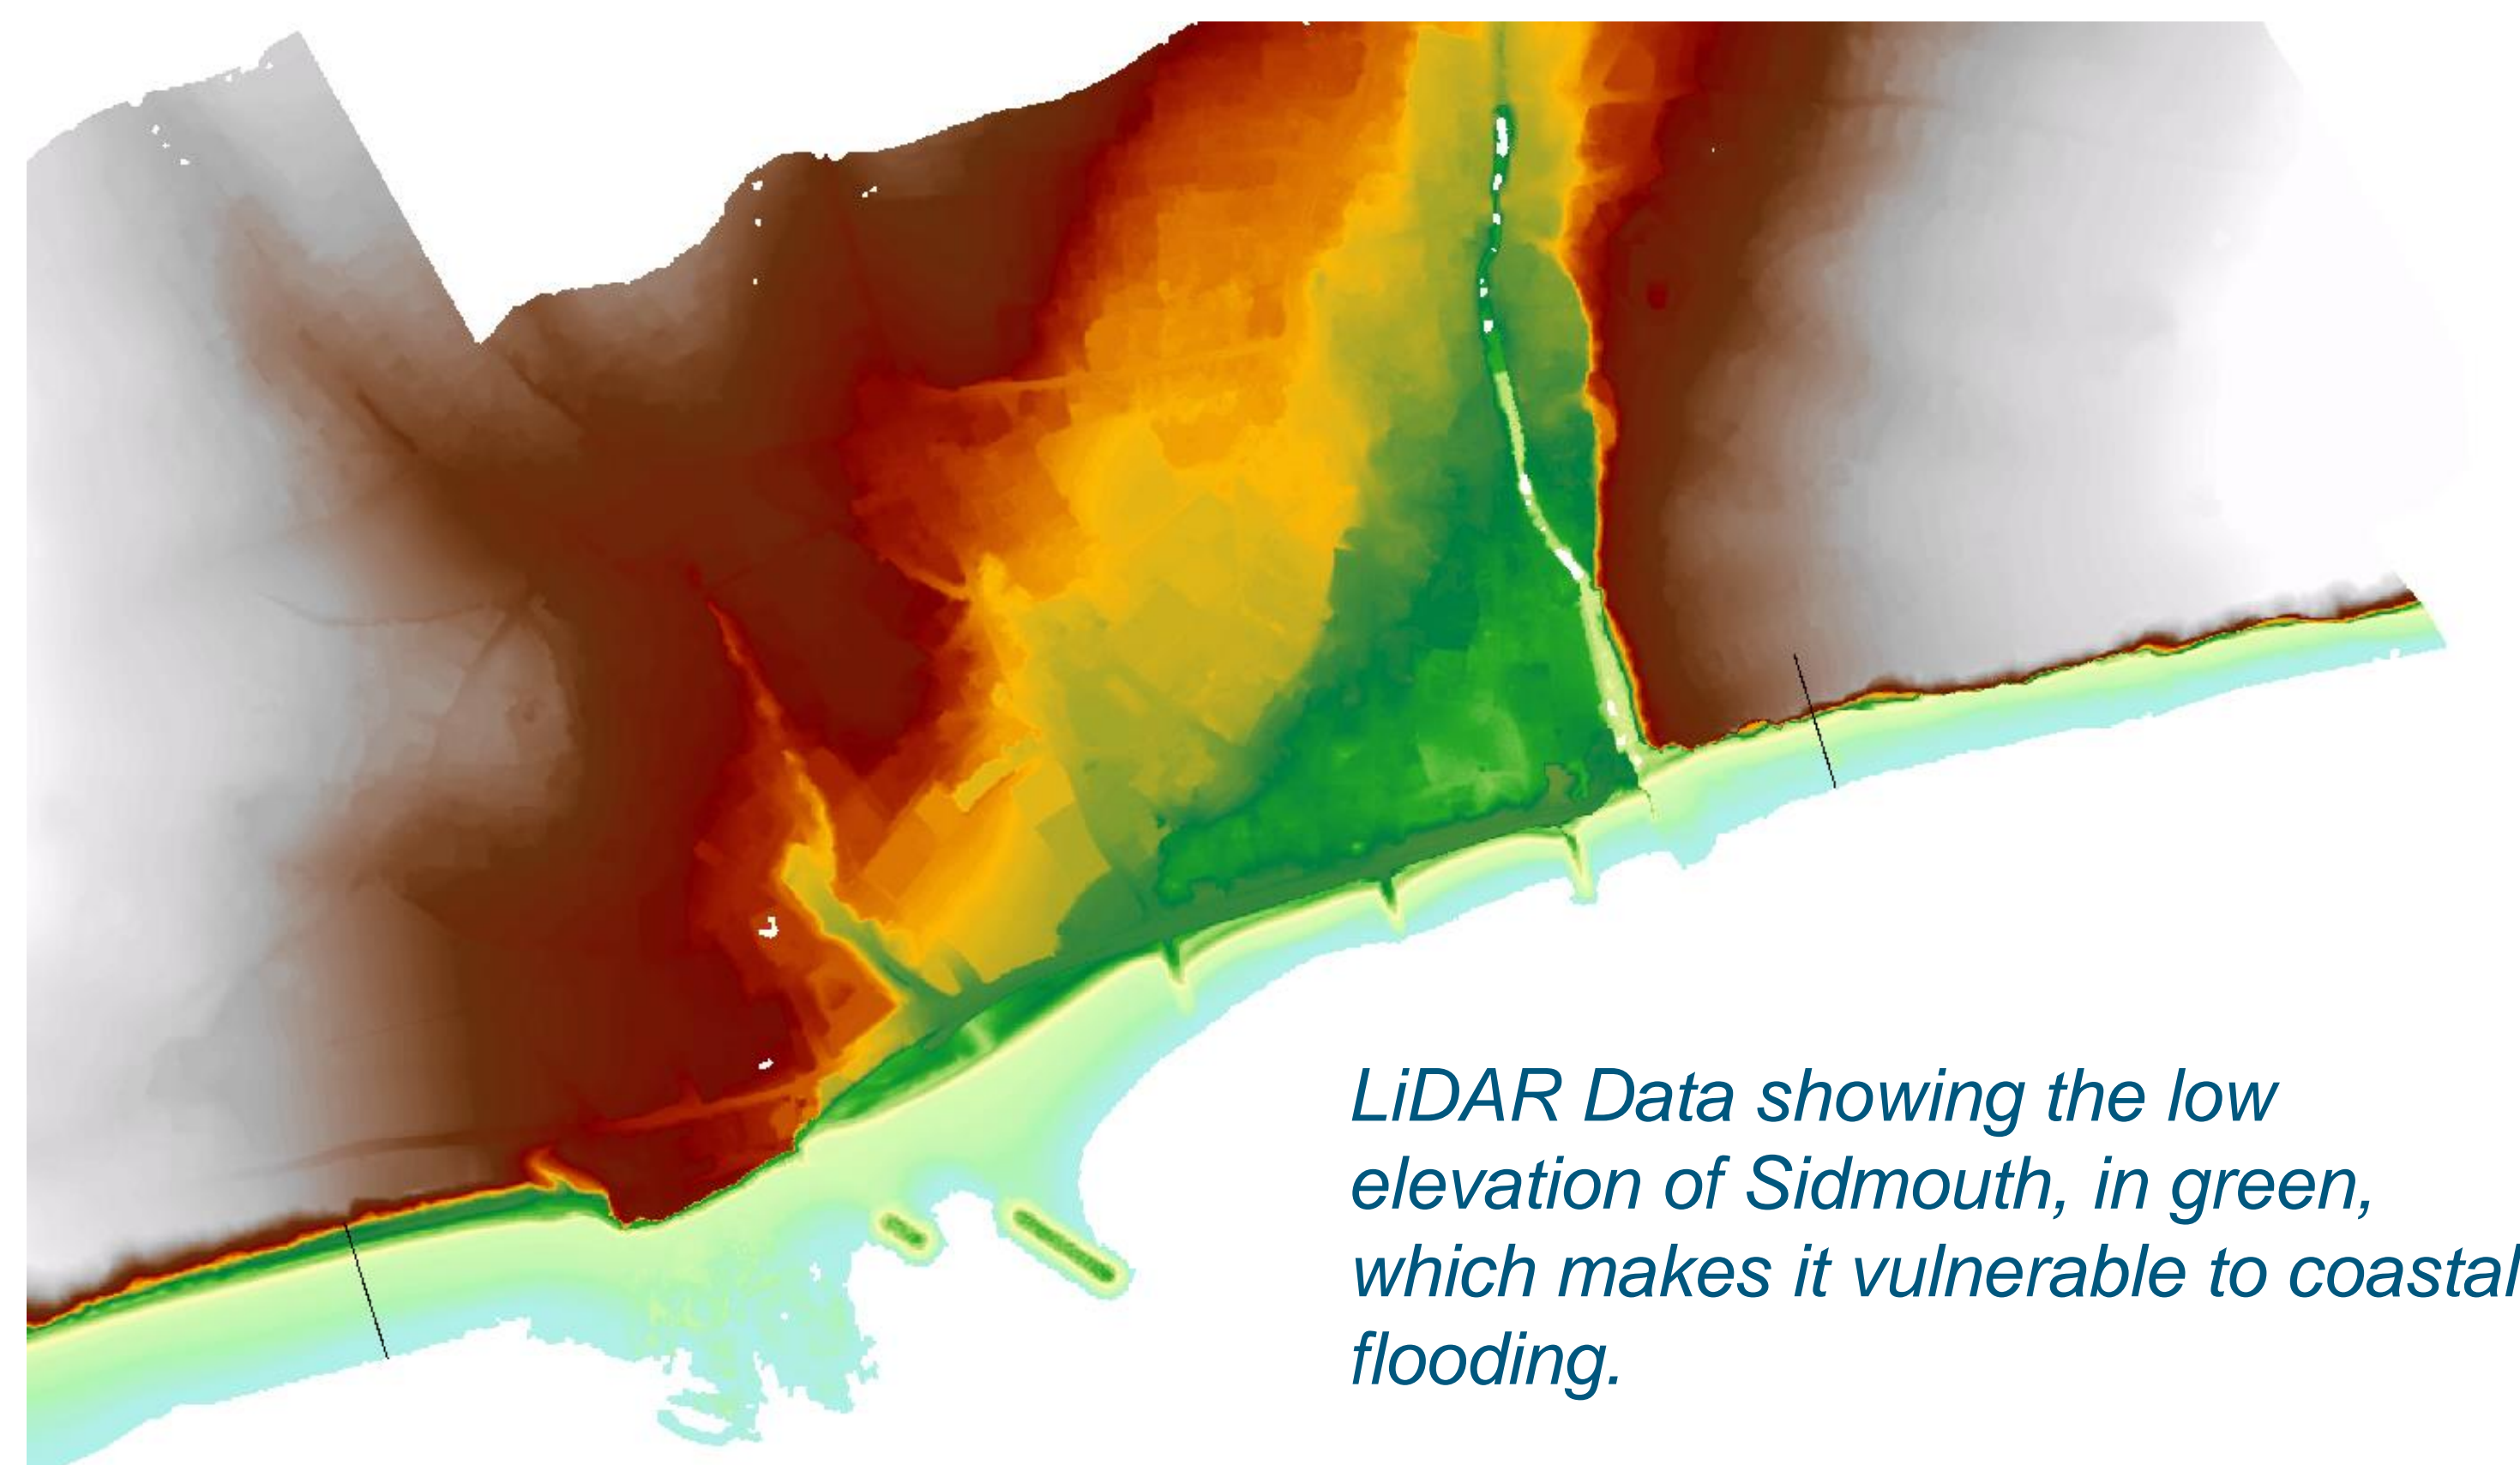 LiDAR Data showing the low
elevation of Sidmouth, in green,
which makes it vulnerable to coastal
flooding.